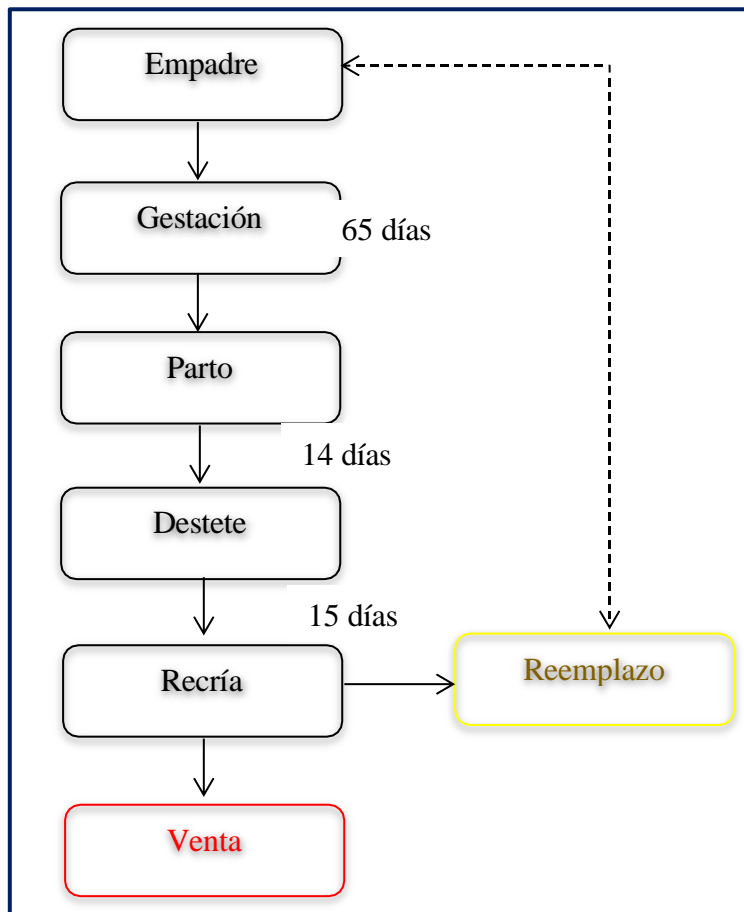 Empadre
Gestación
65 días
Parto
14 días
Destete
15 días
Recría
Reemplazo
Venta